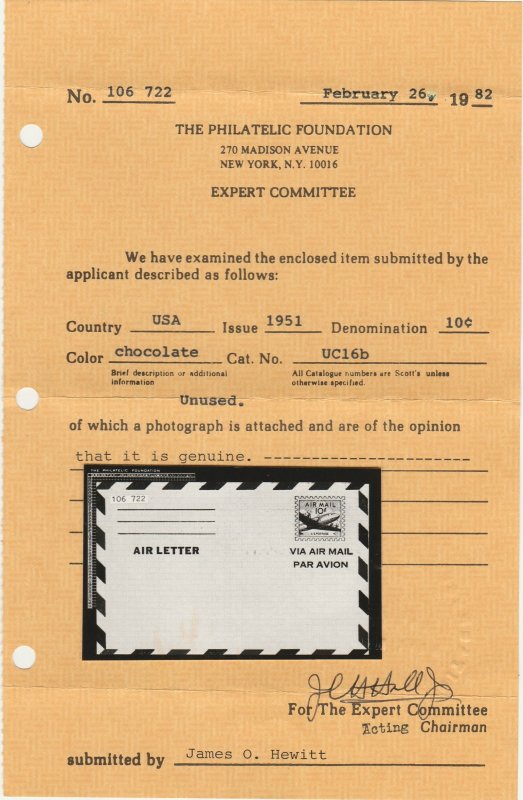 No. 106 722 February 26, 19 82
THE PHILATELIC FOUNDATION
270 MADISON AVENUE
NEW YORK, N.Y. 10016
EXPERT COMMITTEE
We have examined the enclosed item submitted by the
applicant described as follows:
Country USA Issue 1951 Denomination 10¢
Color chocolate Cat. No. UC16b
Brief description or additional information
All Catalogue numbers are Scott's unless otherwise specified.
Unused.
of which a photograph is attached and are of the opinion
that it is genuine. -----------------------
THE PHILATELIC FOUNDATION
106 722
AIR MAIL
10¢
AIR LETTER
VIA AIR MAIL
PAR AVION
For The Expert Committee
Acting Chairman
submitted by James O. Hewitt